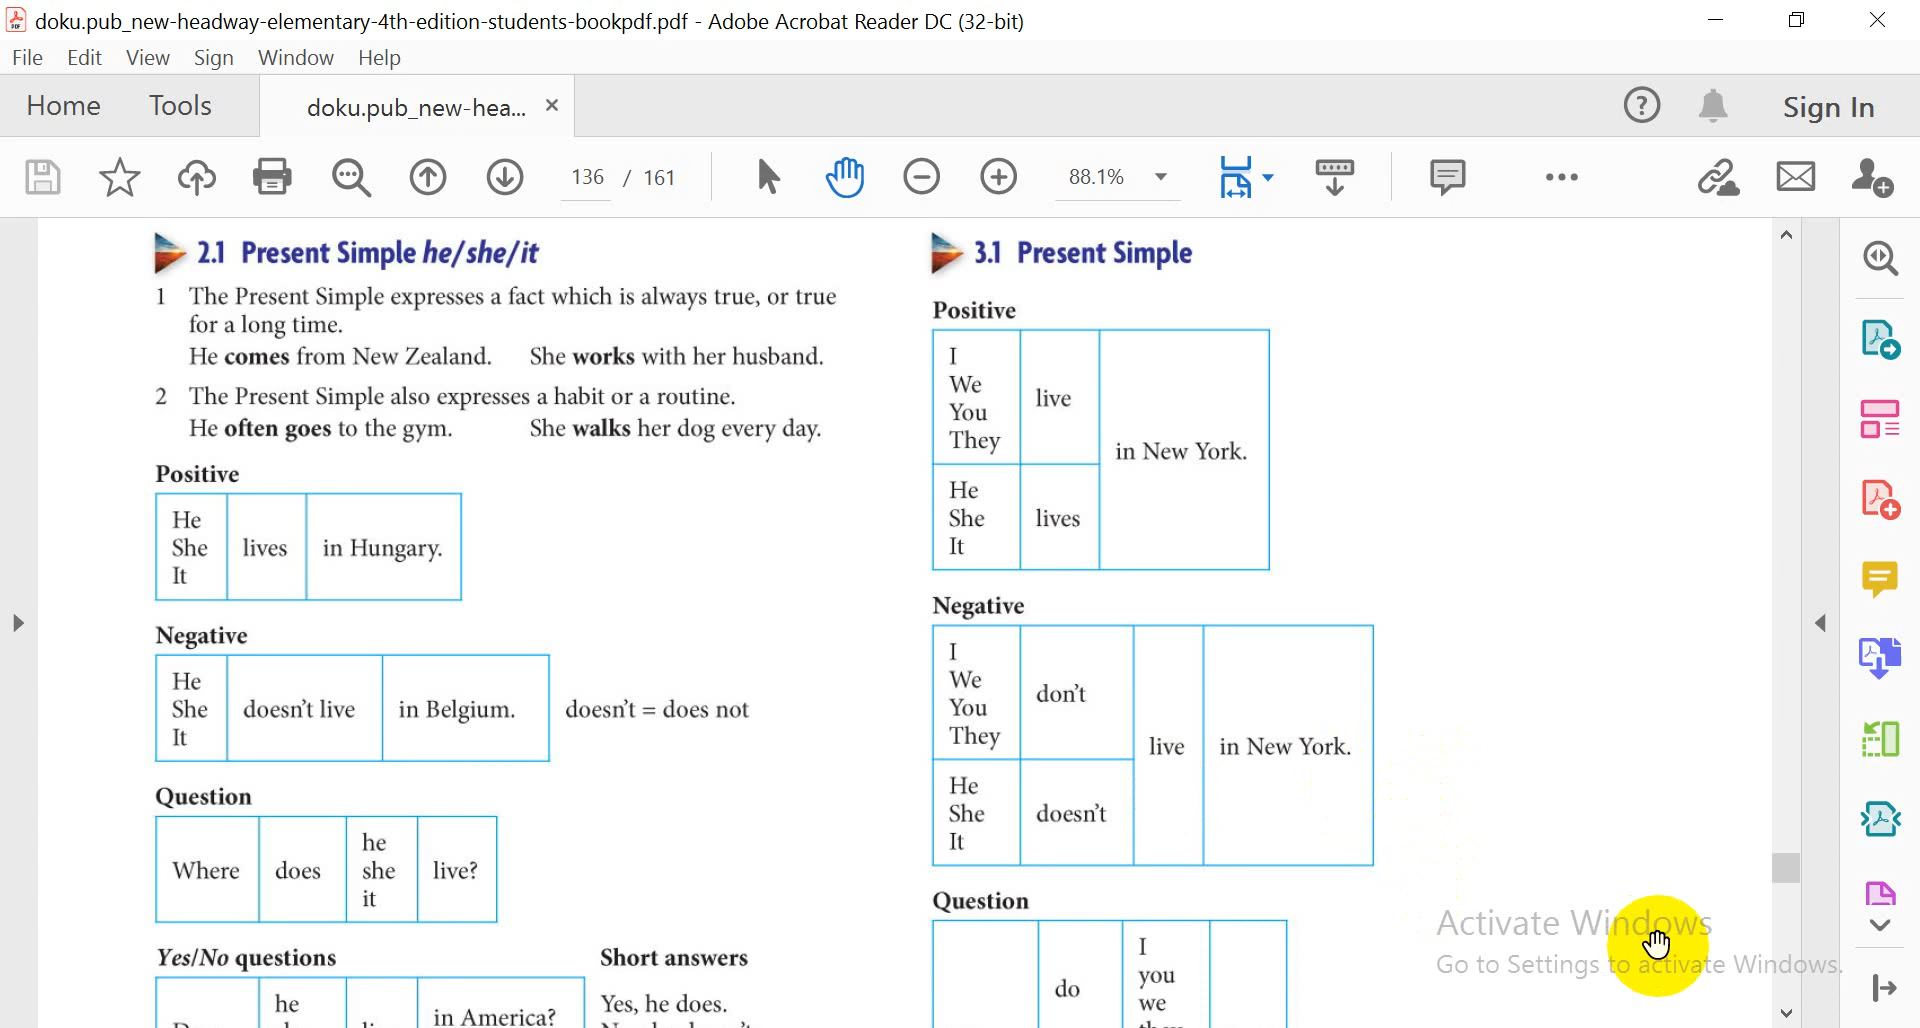 doku.pub_new-headway-elementary-4th-edition-students-bookpdf.pdf - Adobe Acrobat Reader DC (32-bit)
File Edit View Sign Window Help
Home Tools doku.pub_new-hea... × Sign In
136 / 161 88.1%
2.1 Present Simple he/she/it
1 The Present Simple expresses a fact which is always true, or true
for a long time.
He comes from New Zealand. She works with her husband.
2 The Present Simple also expresses a habit or a routine.
He often goes to the gym. She walks her dog every day.
Positive
He
She lives in Hungary.
It
Negative
He
She doesn't live in Belgium. doesn't = does not
It
Question
he
Where does she live?
it
Yes/No questions Short answers
he Yes, he does.
in America?
3.1 Present Simple
Positive
I
We
live
You
They
in New York.
He
She lives
It
Negative
I
We
don't
You
They
live in New York.
He
She doesn't
It
Question
I
you
do
we
Activate Windows
Go to Settings to activate Windows.